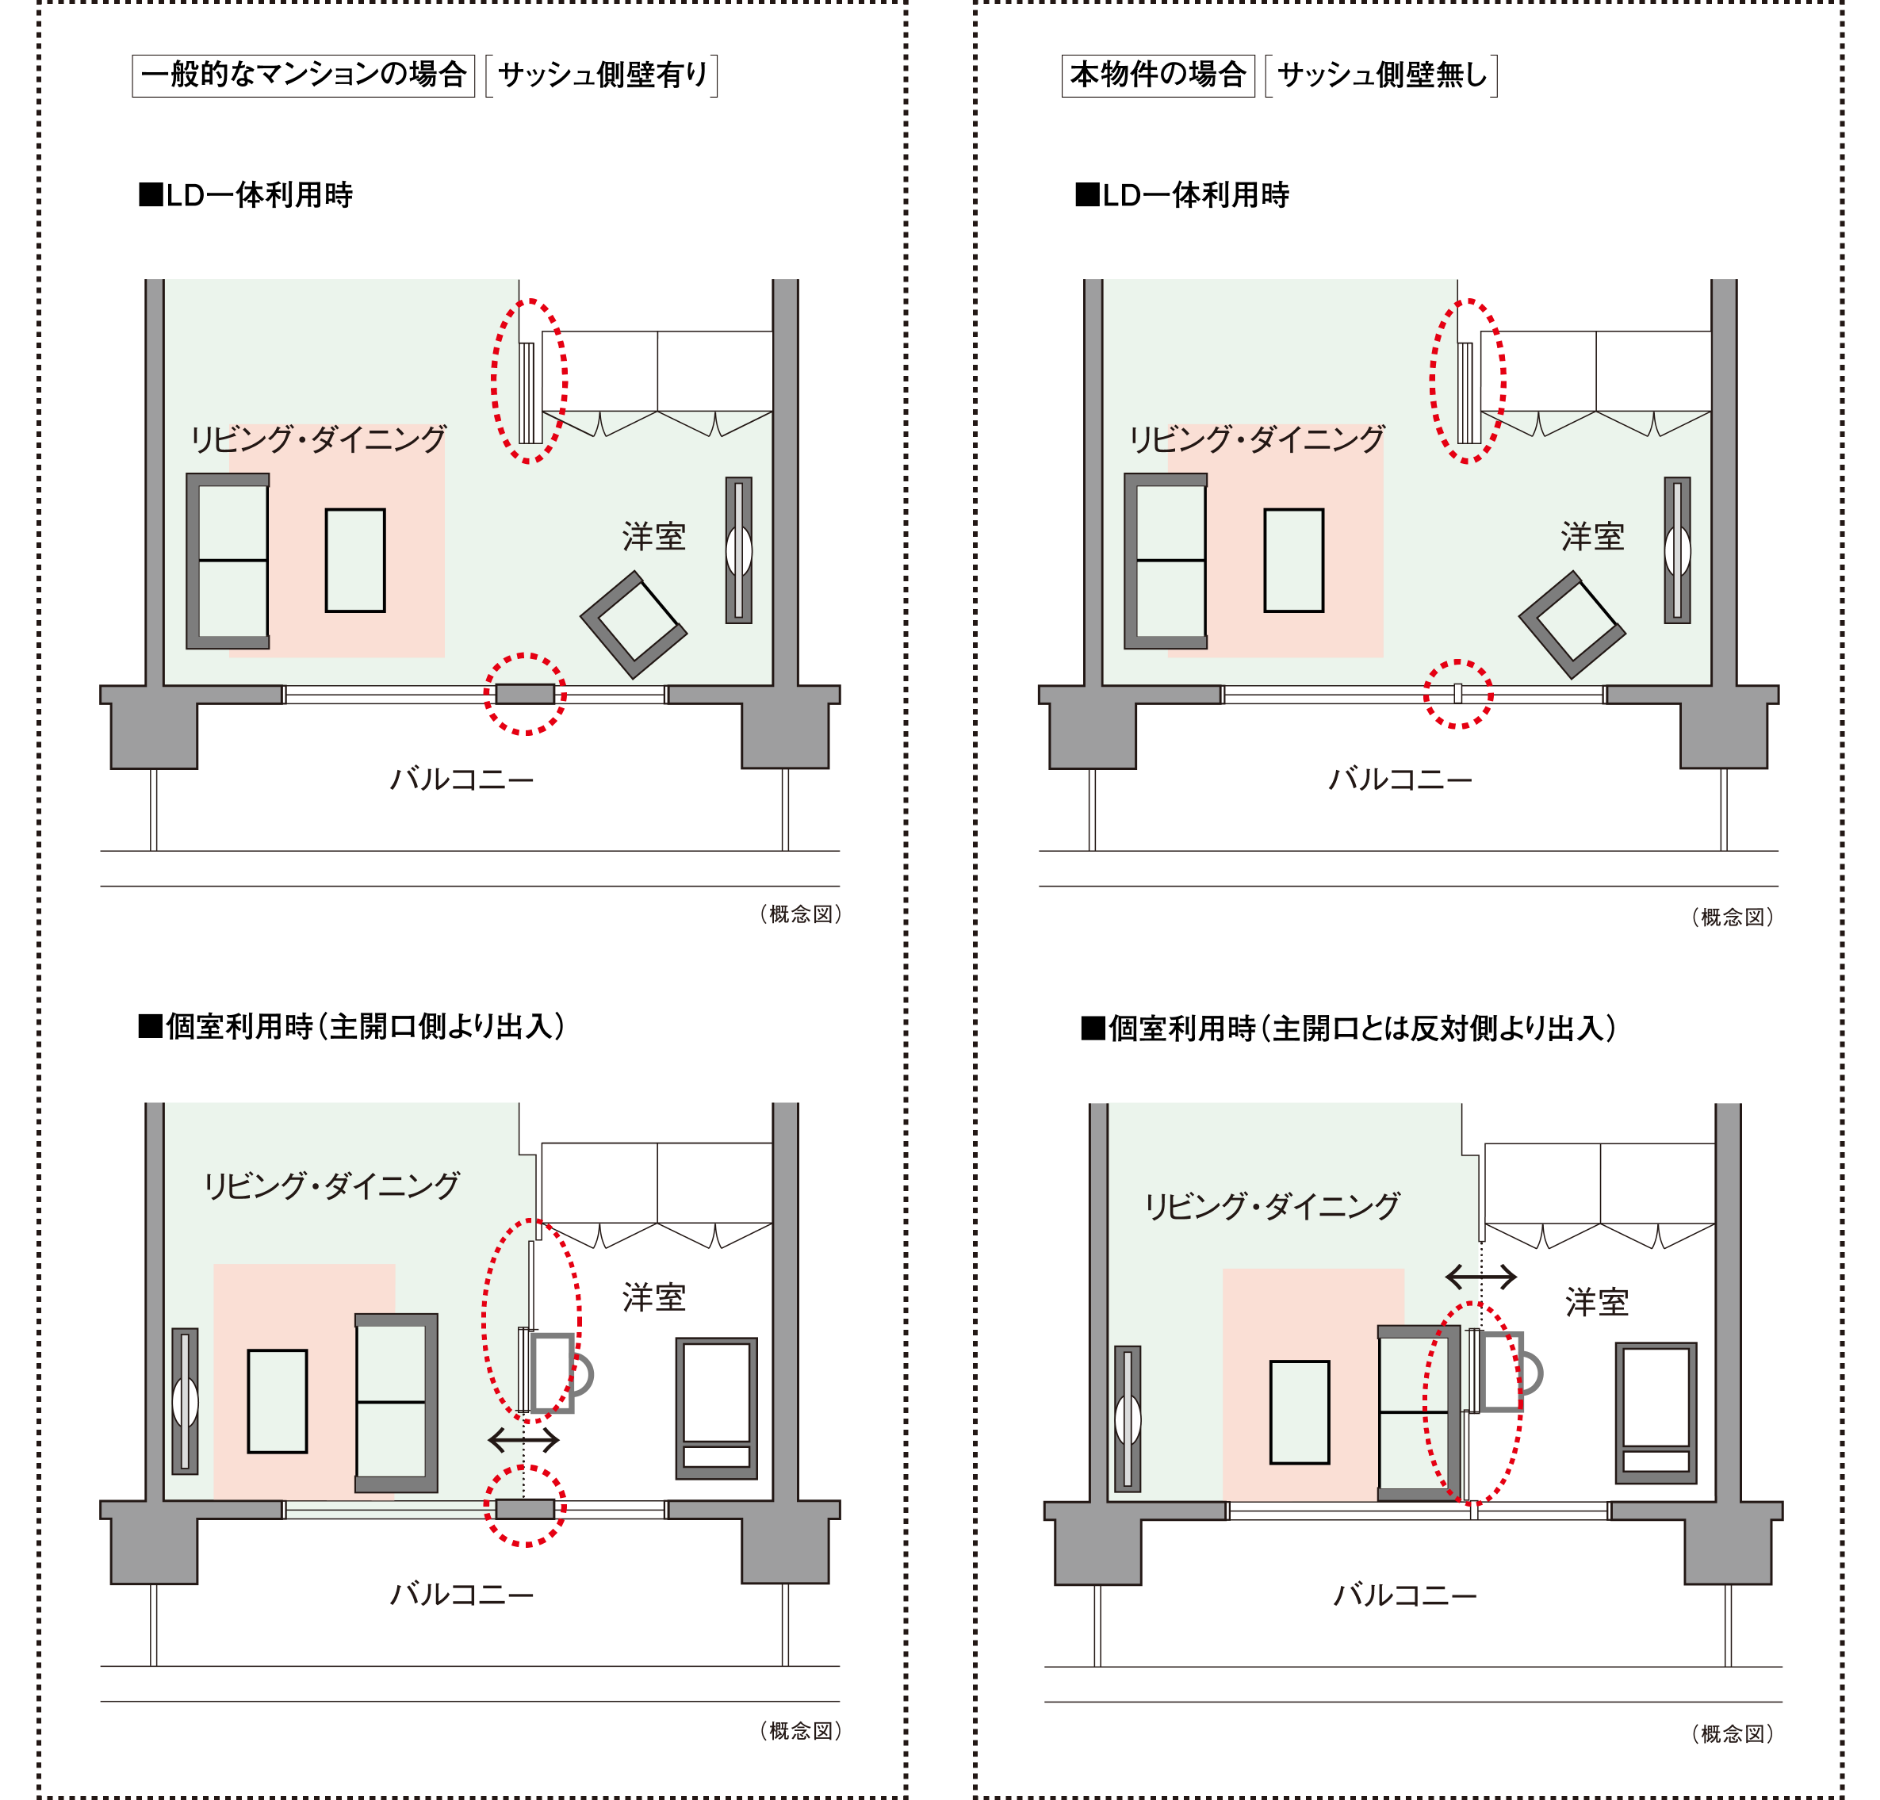 一般的なマンションの場合 [サッシュ側壁有り]
■LD一体利用時
リビング・ダイニング
洋室
バルコニー
（概念図）
■個室利用時（主開口側より出入）
リビング・ダイニング
洋室
バルコニー
（概念図）
本物件の場合 [サッシュ側壁無し]
■LD一体利用時
リビング・ダイニング
洋室
バルコニー
（概念図）
■個室利用時（主開口とは反対側より出入）
リビング・ダイニング
洋室
バルコニー
（概念図）